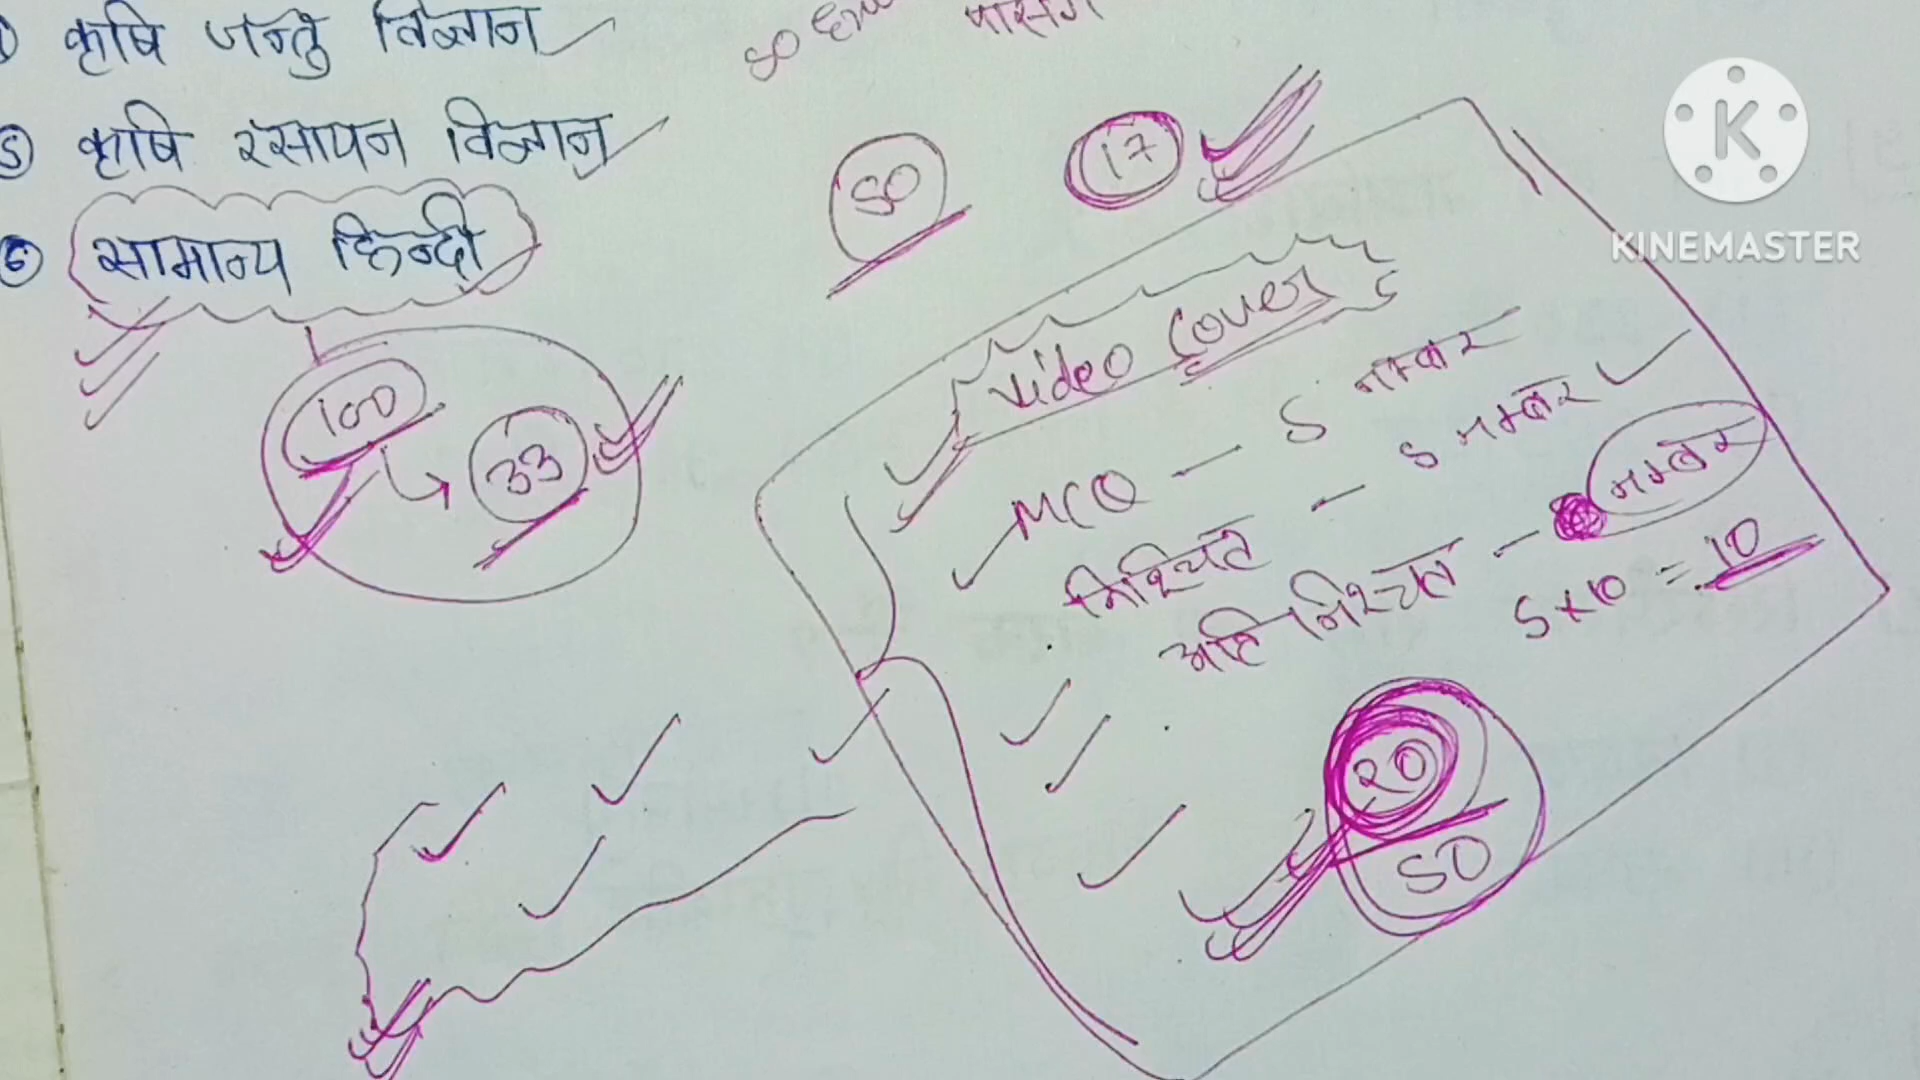 कृषि जन्तु विज्ञान
50
⑤ कृषि रसायन विज्ञान
50
17
⑥ सामान्य हिन्दी
KINEMASTER
100
33
Video Cover
MCQ — 5 नम्बर
निश्चित — 5 नम्बर
अति निश्चित — नम्बर
5 x 10 = 10
20
50